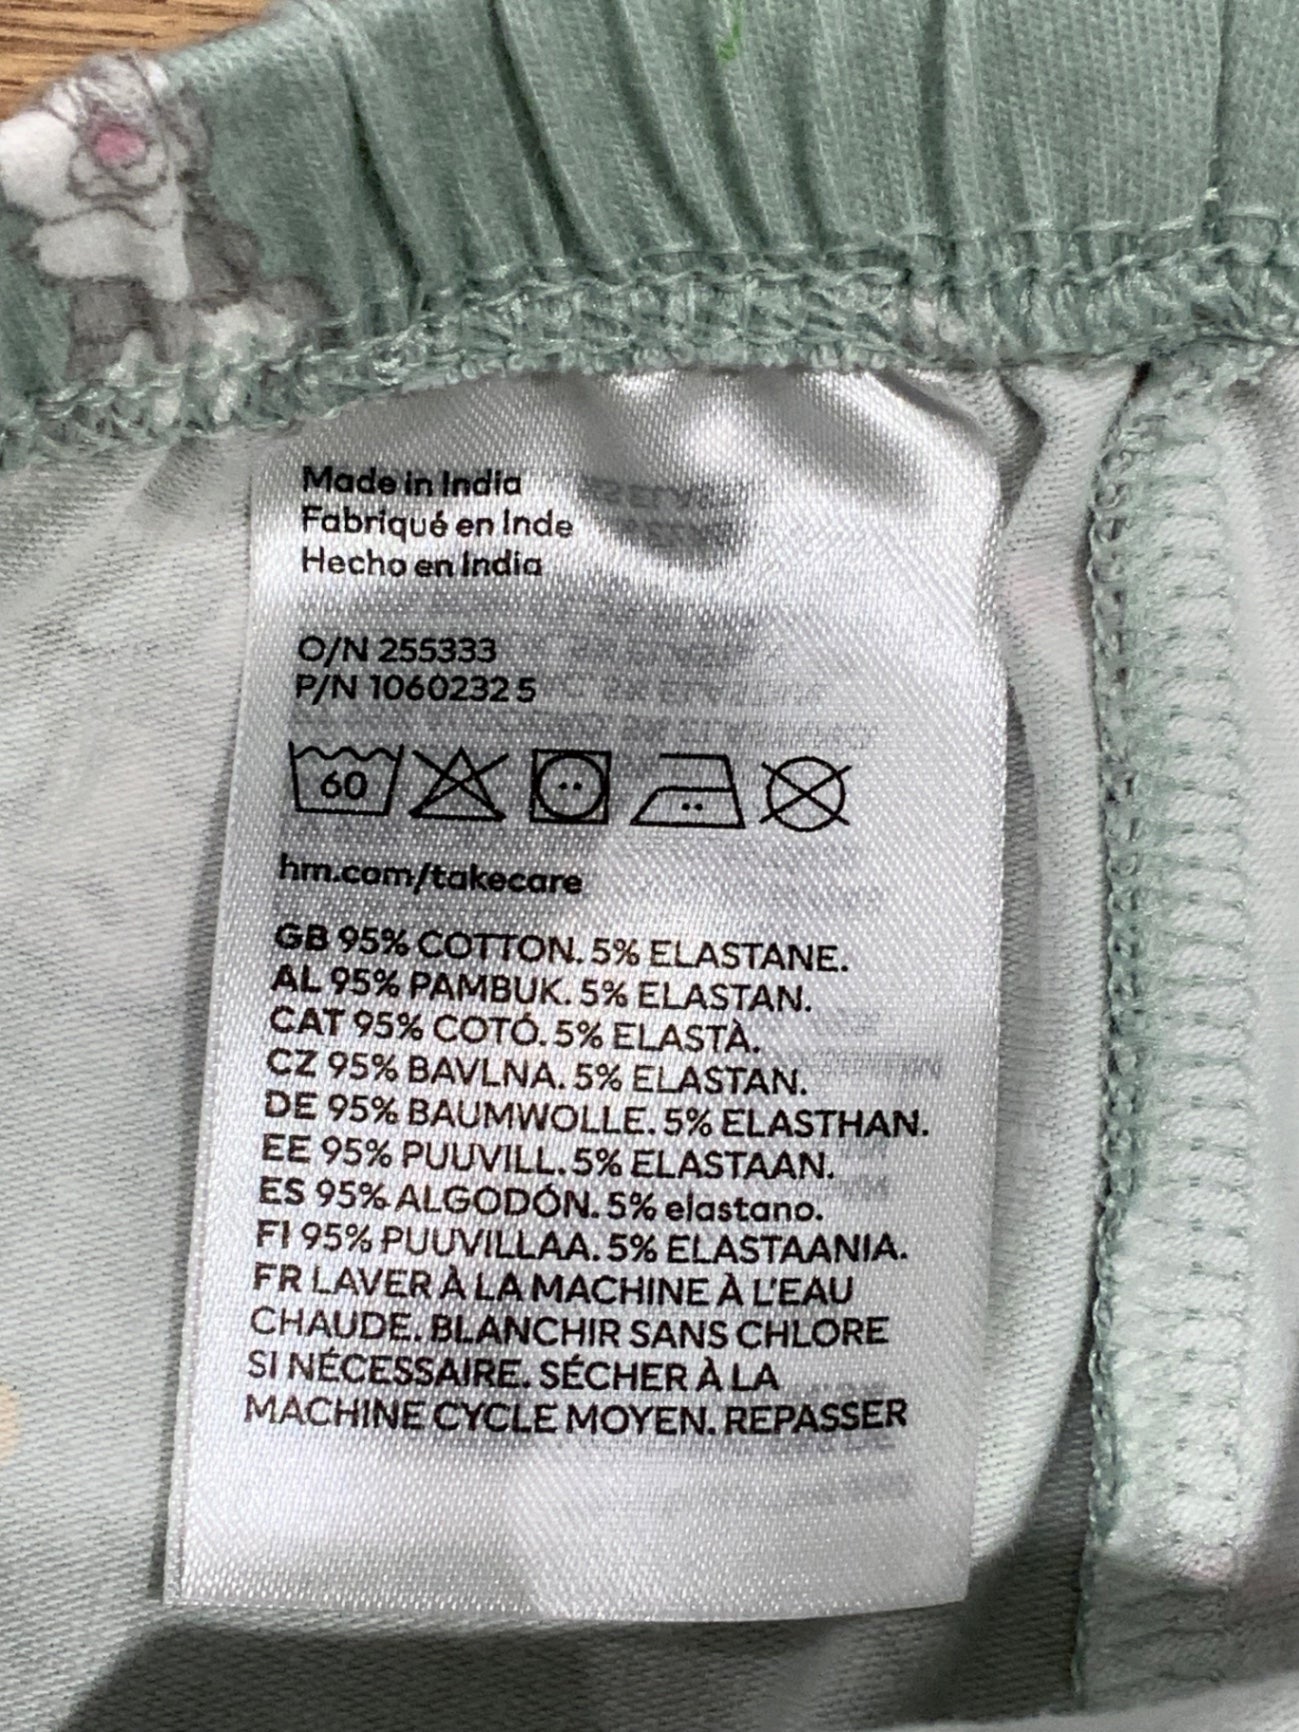 Made in India
Fabriqué en Inde
Hecho en India
O/N 255333
P/N 1060232 5
60
hm.com/takecare
GB 95% COTTON. 5% ELASTANE.
AL 95% PAMBUK. 5% ELASTAN.
CAT 95% COTÓ. 5% ELASTÀ.
CZ 95% BAVLNA. 5% ELASTAN.
DE 95% BAUMWOLLE. 5% ELASTHAN.
EE 95% PUUVILL. 5% ELASTAAN.
ES 95% ALGODÓN. 5% elastano.
FI 95% PUUVILLAA. 5% ELASTAANIA.
FR LAVER À LA MACHINE À L'EAU
CHAUDE. BLANCHIR SANS CHLORE
SI NÉCESSAIRE. SÉCHER À LA
MACHINE CYCLE MOYEN. REPASSER